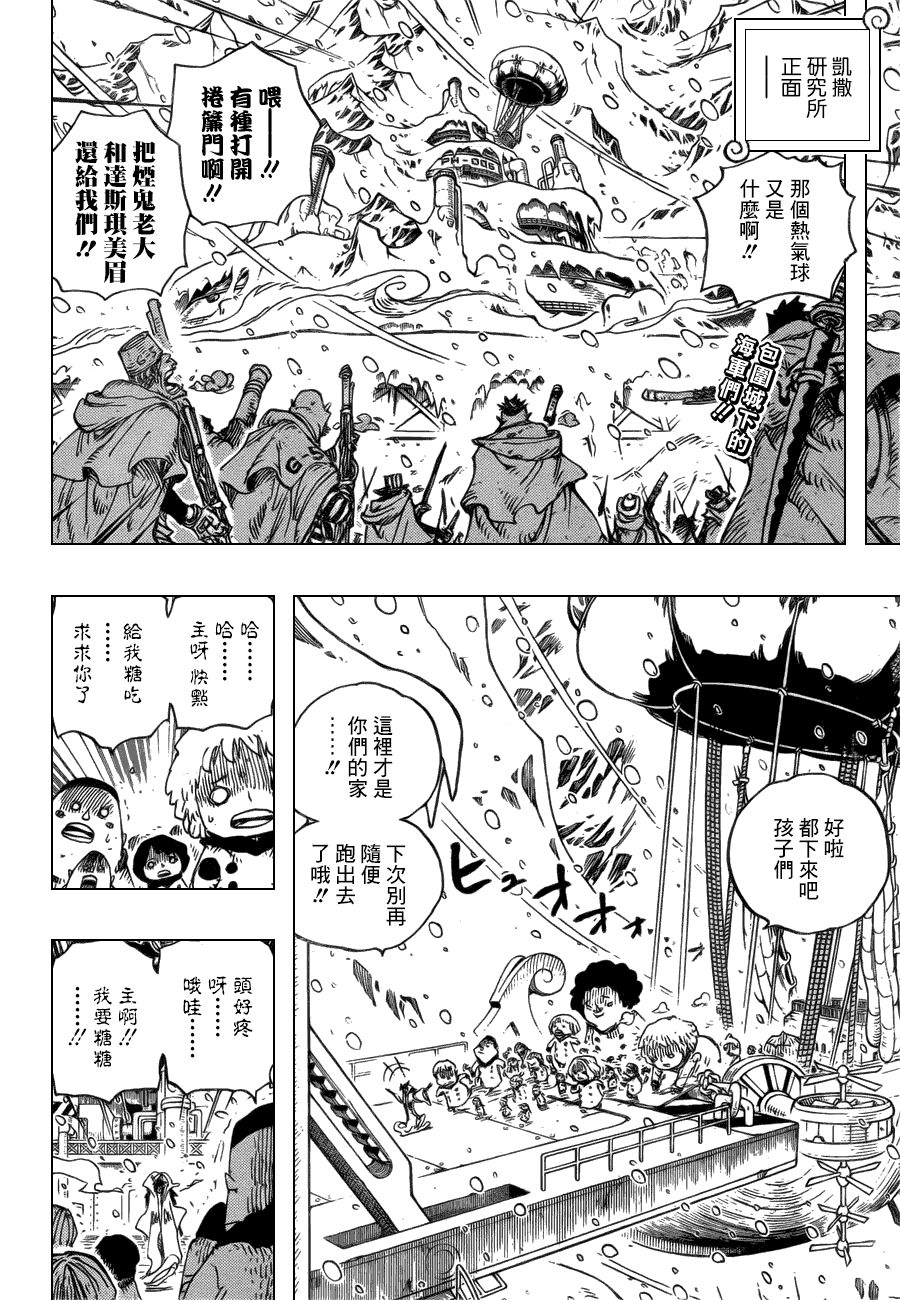 凱撒
研究所
正面
——
那個熱氣球
又是
什麼啊!!
喂——!!
有種打開
捲簾門啊!!
把煙鬼老大
和達斯琪美眉
還給我們!!
PH-006
包圍城下的
海軍們!!
G
好啦
都下來吧
孩子們
這裡才是
你們的家
……!!
下次別再
隨便
跑出去
了哦!!
ヒュオオオ
哈……
哈……
主呀 快點
給我糖吃
……
求求你了
頭好疼
呀……
哦哇……
主啊!!
我要糖糖
……!!